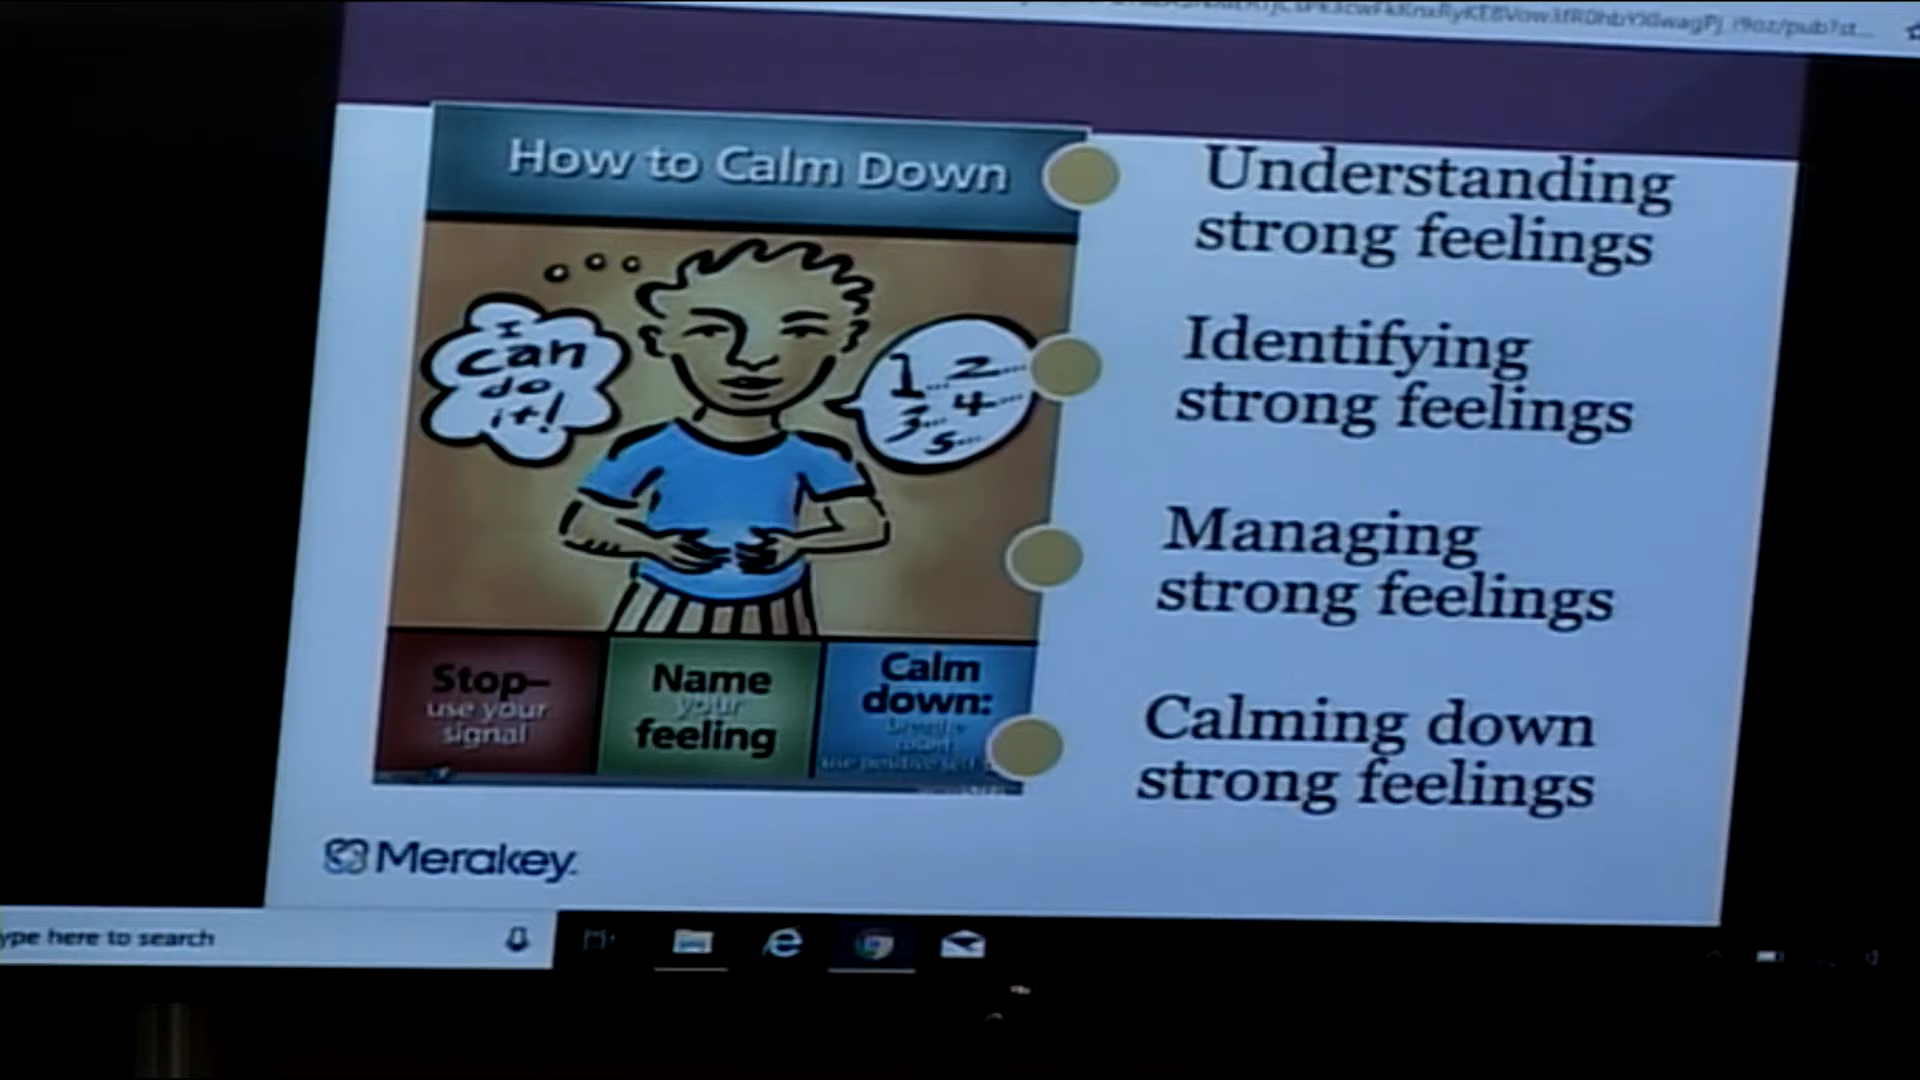 How to Calm Down
I
can
do
it!
1... 2...
3... 4...
5...
Stop–
use your
signal
Name
your
feeling
Calm
down:
Understanding
strong feelings
Identifying
strong feelings
Managing
strong feelings
Calming down
strong feelings
Merakey
ype here to search